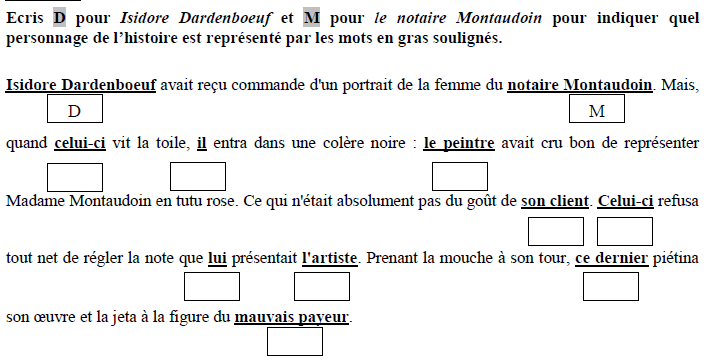 Ecris D pour Isidore Dardenboeuf et M pour le notaire Montaudoin pour indiquer quel
personnage de l’histoire est représenté par les mots en gras soulignés.
Isidore Dardenboeuf avait reçu commande d'un portrait de la femme du notaire Montaudoin. Mais,
D M
quand celui-ci vit la toile, il entra dans une colère noire : le peintre avait cru bon de représenter
Madame Montaudoin en tutu rose. Ce qui n'était absolument pas du goût de son client. Celui-ci refusa
tout net de régler la note que lui présentait l'artiste. Prenant la mouche à son tour, ce dernier piétina
son œuvre et la jeta à la figure du mauvais payeur.